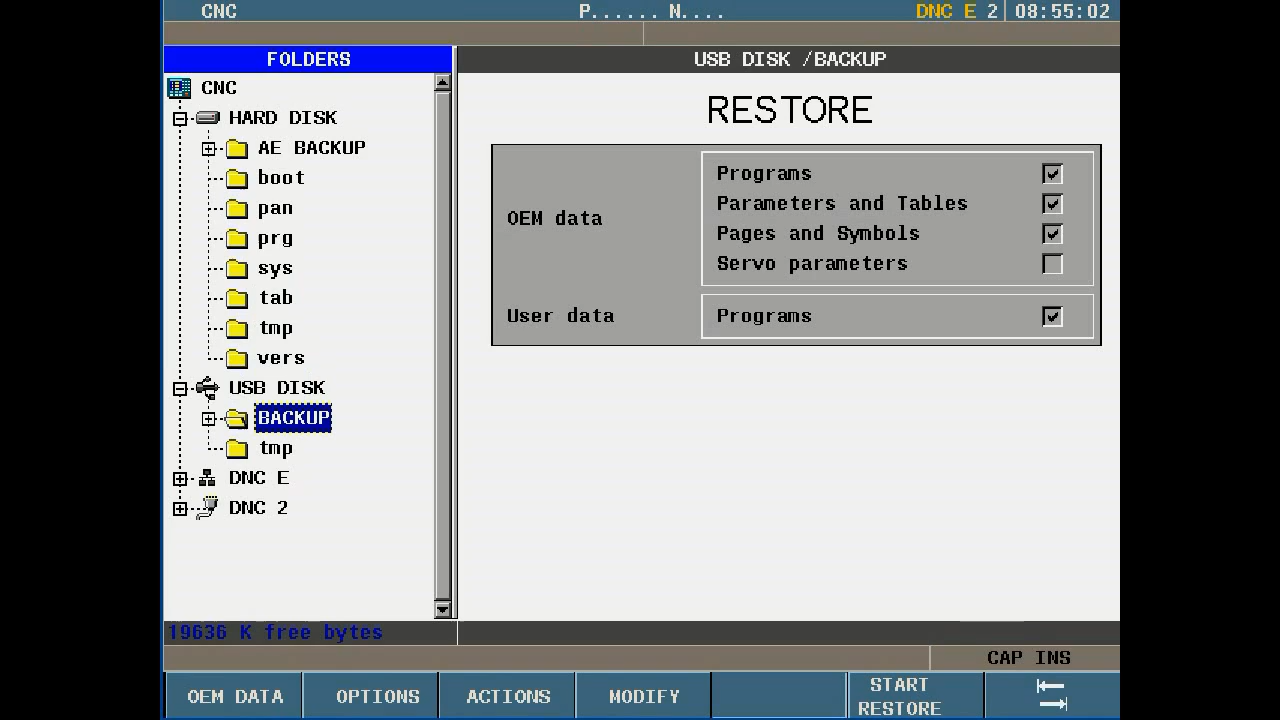 CNC P...... N.... DNC E 2 08:55:02
FOLDERS
USB DISK /BACKUP
CNC
HARD DISK
AE BACKUP
boot
pan
prg
sys
tab
tmp
vers
USB DISK
BACKUP
tmp
DNC E
DNC 2
19636 K free bytes
RESTORE
OEM data
Programs
Parameters and Tables
Pages and Symbols
Servo parameters
User data
Programs
CAP INS
OEM DATA
OPTIONS
ACTIONS
MODIFY
START
RESTORE